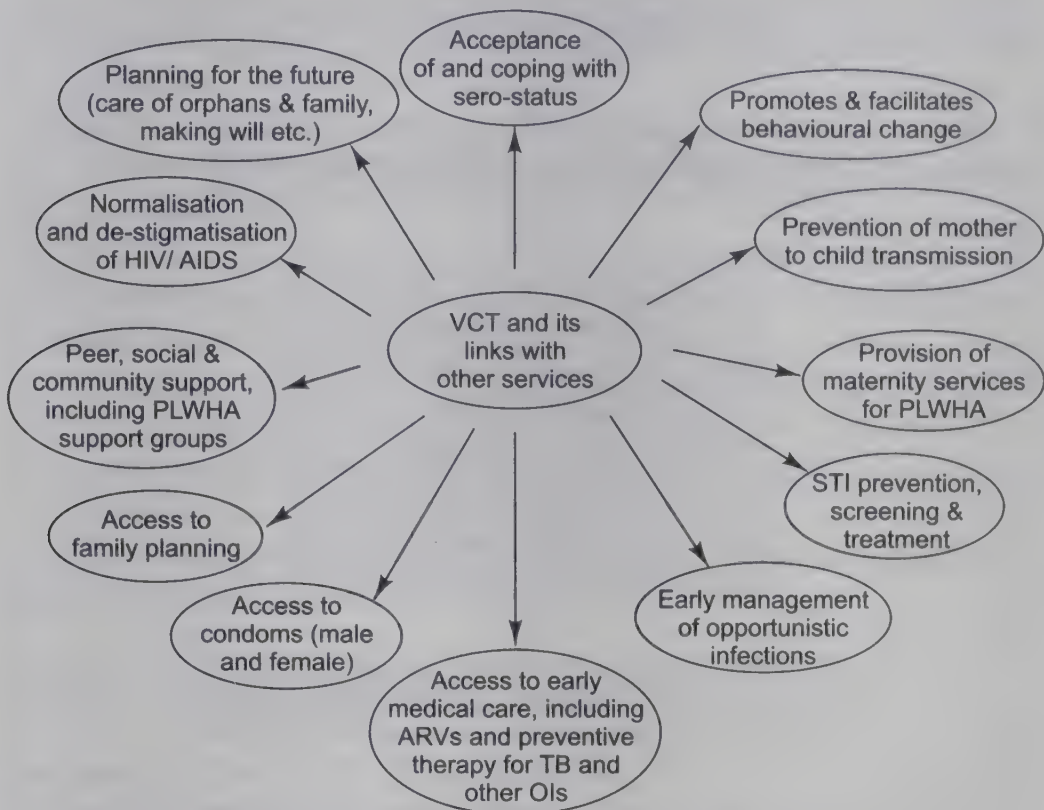 Acceptance
of and coping with
sero-status
Planning for the future
(care of orphans & family,
making will etc.)
Promotes & facilitates
behavioural change
Normalisation
and de-stigmatisation
of HIV/ AIDS
Prevention of mother
to child transmission
VCT and its
links with
other services
Peer, social &
community support,
including PLWHA
support groups
Provision of
maternity services
for PLWHA
STI prevention,
screening &
treatment
Access to
family planning
Access to
condoms (male
and female)
Early management
of opportunistic
infections
Access to early
medical care, including
ARVs and preventive
therapy for TB and
other OIs